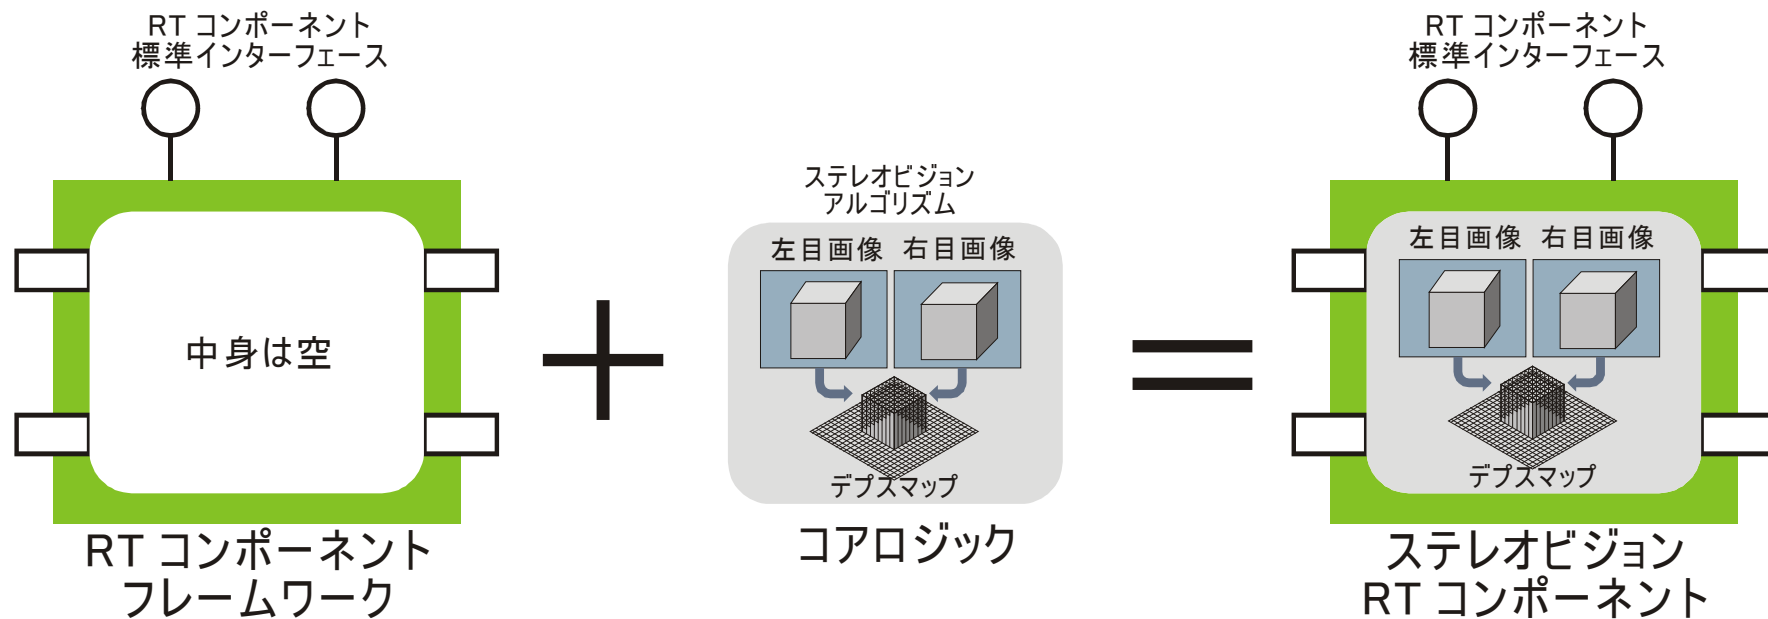 RT コンポーネント
標準インターフェース
中身は空
RT コンポーネント
フレームワーク
ステレオビジョン
アルゴリズム
左目画像 右目画像
デプスマップ
コアロジック
RT コンポーネント
標準インターフェース
左目画像 右目画像
デプスマップ
ステレオビジョン
RT コンポーネント